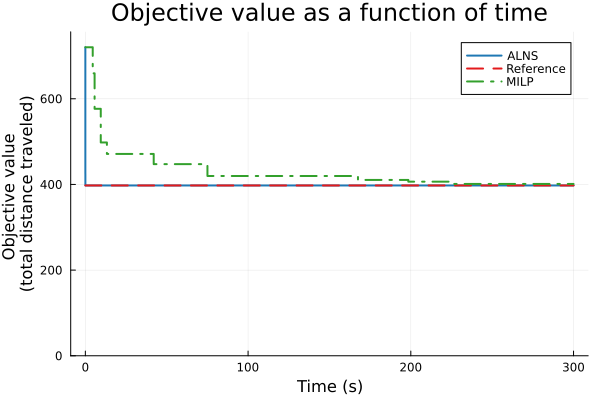 Objective value as a function of time
Objective value
(total distance traveled)
600
400
200
0
ALNS
Reference
MILP
0 100 200 300
Time (s)